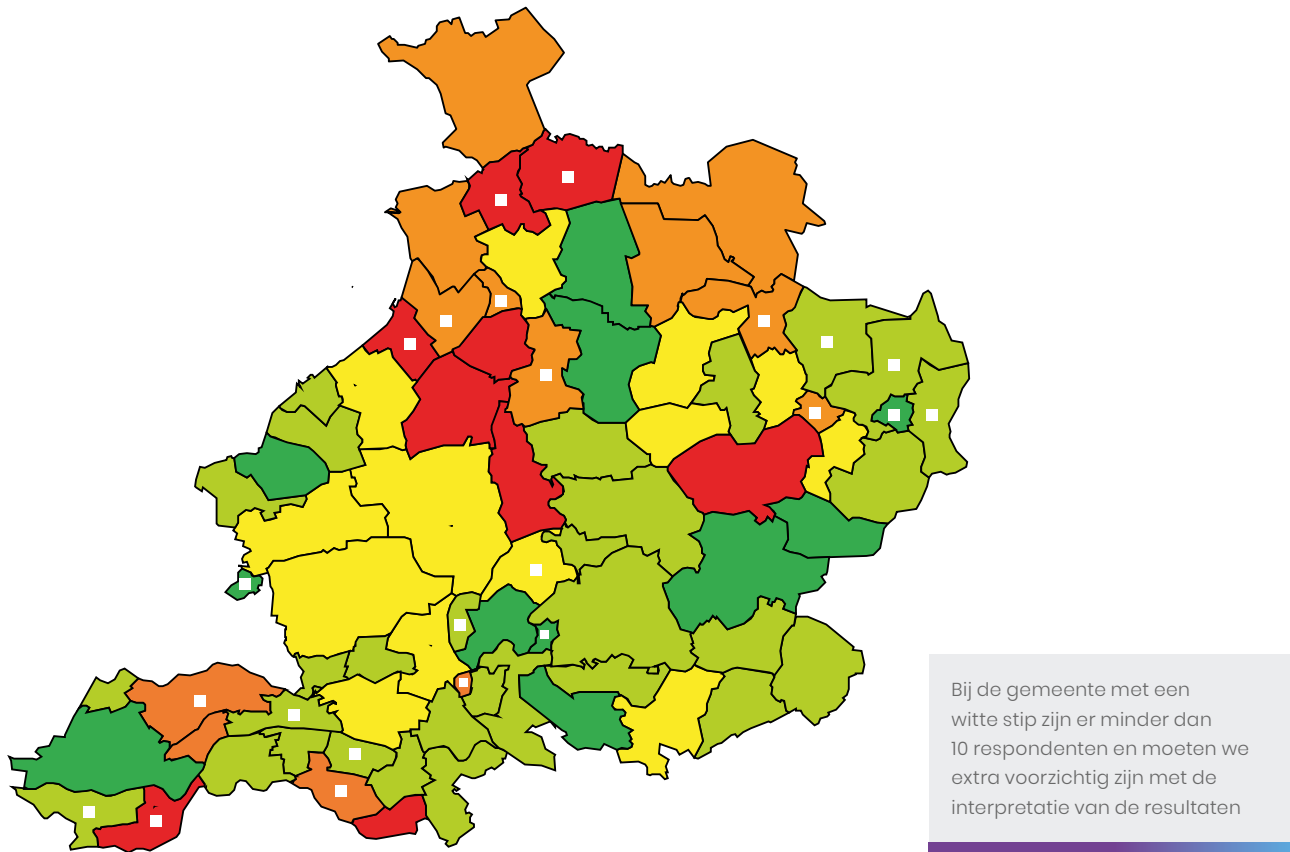 Bij de gemeente met een
witte stip zijn er minder dan
10 respondenten en moeten we
extra voorzichtig zijn met de
interpretatie van de resultaten